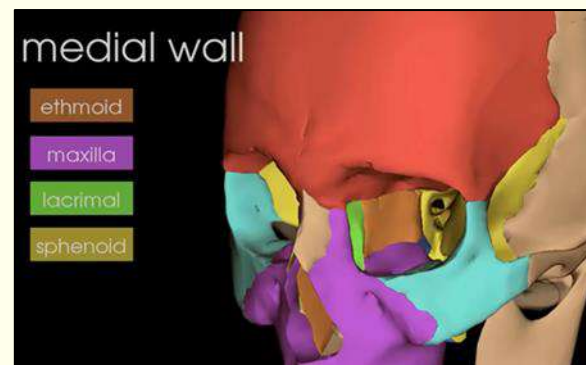 medial wall
ethmoid
maxilla
lacrimal
sphenoid